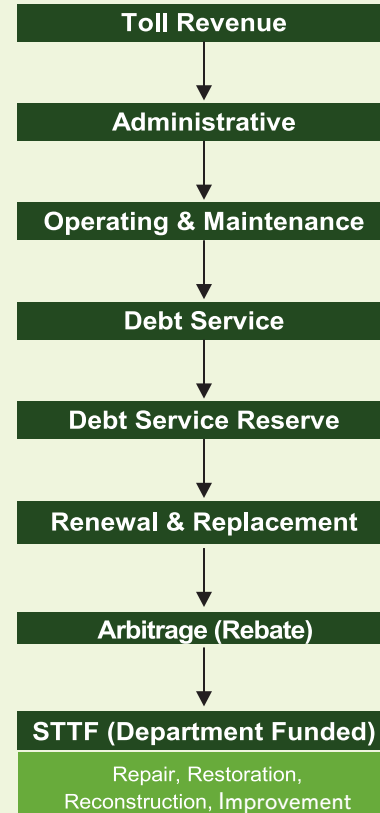 Toll Revenue
Administrative
Operating & Maintenance
Debt Service
Debt Service Reserve
Renewal & Replacement
Arbitrage (Rebate)
STTF (Department Funded)
Repair, Restoration,
Reconstruction, Improvement